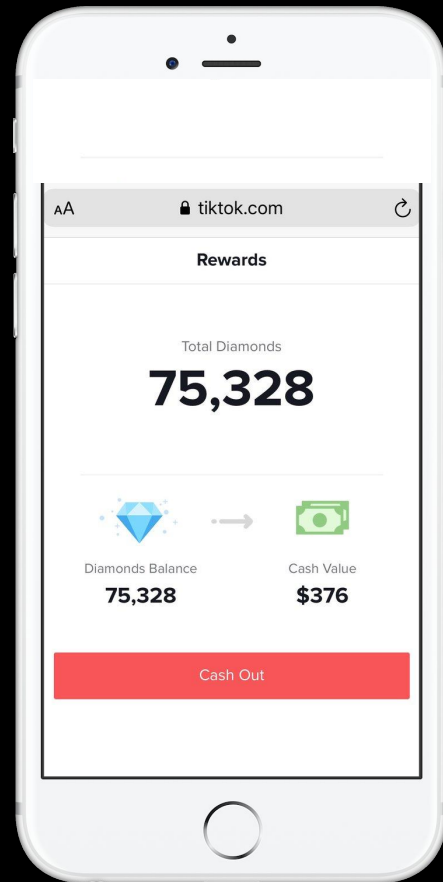 AA tiktok.com
Rewards
Total Diamonds
75,328
Diamonds Balance Cash Value
75,328 $376
Cash Out